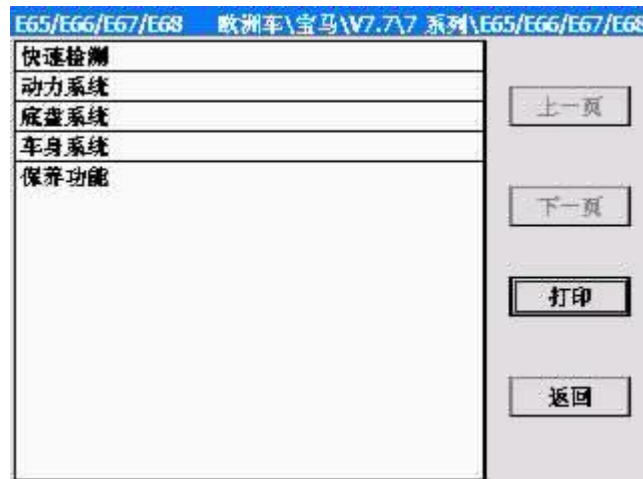 E65/E66/E67/E68 欧洲车\宝马\V7.7\7 系列\E65/E66/E67/E68
快速检测
动力系统
底盘系统
车身系统
保养功能
上一页
下一页
打印
返回